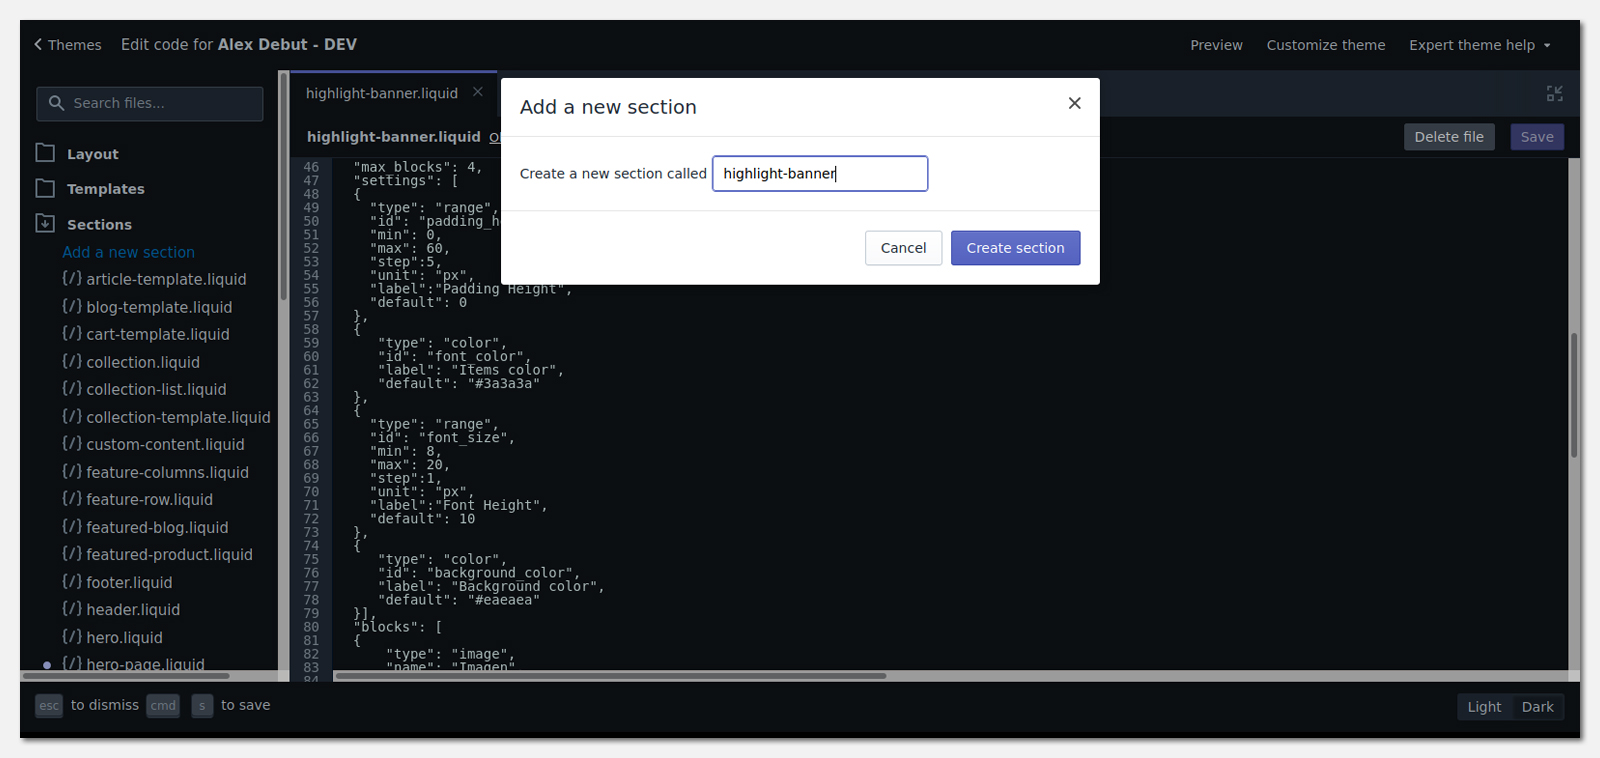 Themes
Edit code for Alex Debut - DEV
Preview
Customize theme
Expert theme help
Search files...
Layout
Templates
Sections
Add a new section
{/} article-template.liquid
{/} blog-template.liquid
{/} cart-template.liquid
{/} collection.liquid
{/} collection-list.liquid
{/} collection-template.liquid
{/} custom-content.liquid
{/} feature-columns.liquid
{/} feature-row.liquid
{/} featured-blog.liquid
{/} featured-product.liquid
{/} footer.liquid
{/} header.liquid
{/} hero.liquid
{/} hero-page.liquid
highlight-banner.liquid
highlight-banner.liquid
Delete file
Save
Add a new section
Create a new section called
highlight-banner
Cancel
Create section
46 "max_blocks": 4,
47 "settings": [
48 {
49 "type": "range",
50 "id": "padding_h
51 "min": 0,
52 "max": 60,
53 "step":5,
54 "unit": "px",
55 "label":"Padding Height",
56 "default": 0
57 },
58 {
59 "type": "color",
60 "id": "font_color",
61 "label": "Items color",
62 "default": "#3a3a3a"
63 },
64 {
65 "type": "range",
66 "id": "font_size",
67 "min": 8,
68 "max": 20,
69 "step":1,
70 "unit": "px",
71 "label":"Font Height",
72 "default": 10
73 },
74 {
75 "type": "color",
76 "id": "background_color",
77 "label": "Background color",
78 "default": "#eaeaea"
79 }],
80 "blocks": [
81 {
82 "type": "image",
83 "name": "Imagen"
84
esc to dismiss cmd s to save
Light
Dark